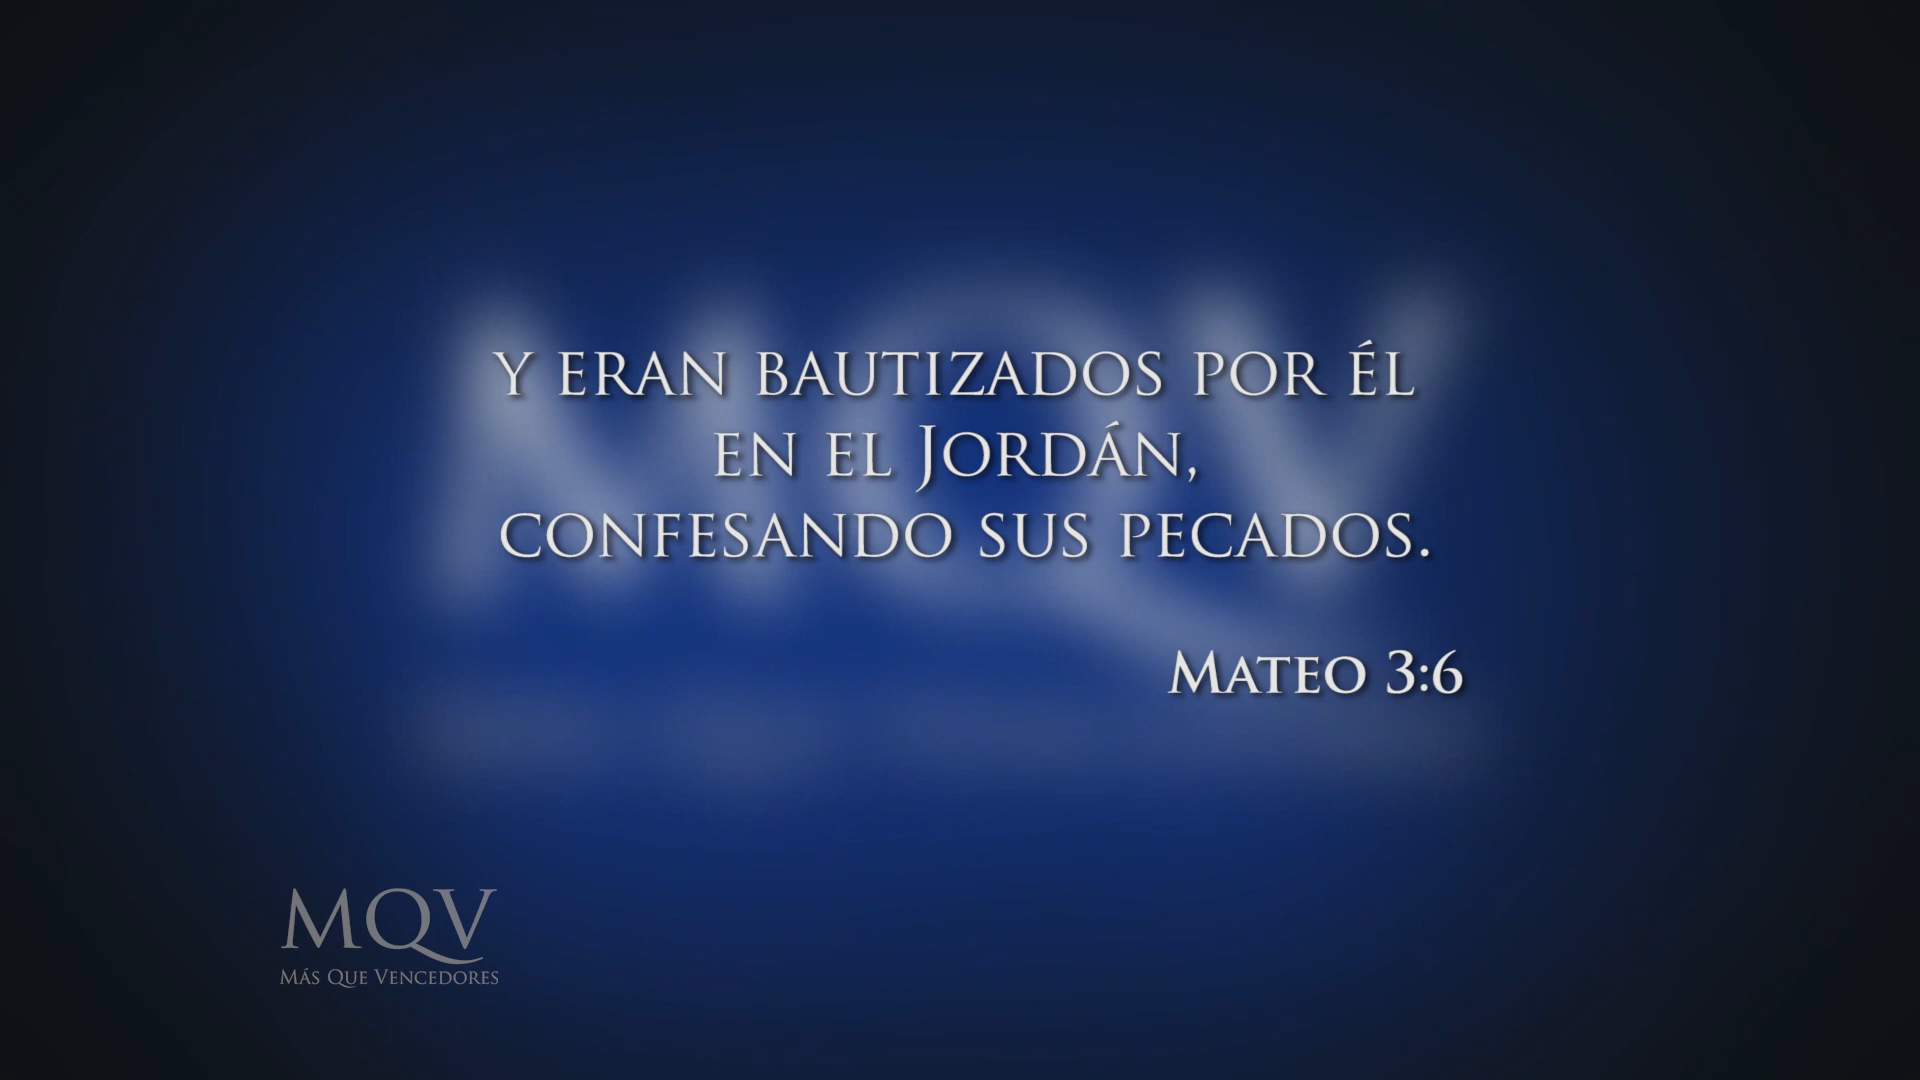 Y ERAN BAUTIZADOS POR ÉL
EN EL JORDÁN,
CONFESANDO SUS PECADOS.
MATEO 3:6
MQV
MÁS QUE VENCEDORES